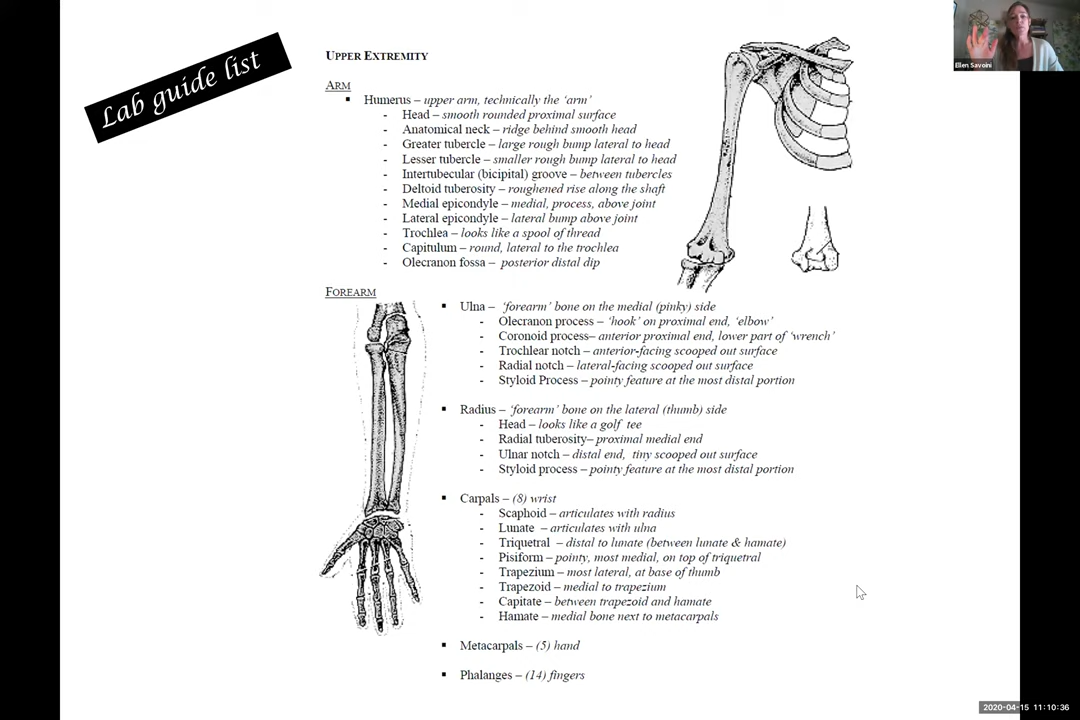 Lab guide list
UPPER EXTREMITY
ARM
▪ Humerus – upper arm, technically the ‘arm’
- Head – smooth rounded proximal surface
- Anatomical neck – ridge behind smooth head
- Greater tubercle – large rough bump lateral to head
- Lesser tubercle – smaller rough bump lateral to head
- Intertubecular (bicipital) groove – between tubercles
- Deltoid tuberosity – roughened rise along the shaft
- Medial epicondyle – medial, process, above joint
- Lateral epicondyle – lateral bump above joint
- Trochlea – looks like a spool of thread
- Capitulum – round, lateral to the trochlea
- Olecranon fossa – posterior distal dip
FOREARM
▪ Ulna – ‘forearm’ bone on the medial (pinky) side
- Olecranon process – ‘hook’ on proximal end, ‘elbow’
- Coronoid process– anterior proximal end, lower part of ‘wrench’
- Trochlear notch – anterior-facing scooped out surface
- Radial notch – lateral-facing scooped out surface
- Styloid Process – pointy feature at the most distal portion
▪ Radius – ‘forearm’ bone on the lateral (thumb) side
- Head – looks like a golf tee
- Radial tuberosity– proximal medial end
- Ulnar notch – distal end, tiny scooped out surface
- Styloid process – pointy feature at the most distal portion
▪ Carpals – (8) wrist
- Scaphoid – articulates with radius
- Lunate – articulates with ulna
- Triquetral – distal to lunate (between lunate & hamate)
- Pisiform – pointy, most medial, on top of triquetral
- Trapezium – most lateral, at base of thumb
- Trapezoid – medial to trapezium
- Capitate – between trapezoid and hamate
- Hamate – medial bone next to metacarpals
▪ Metacarpals – (5) hand
▪ Phalanges – (14) fingers
Ellen Savoini
2020-04-15 11:10:36